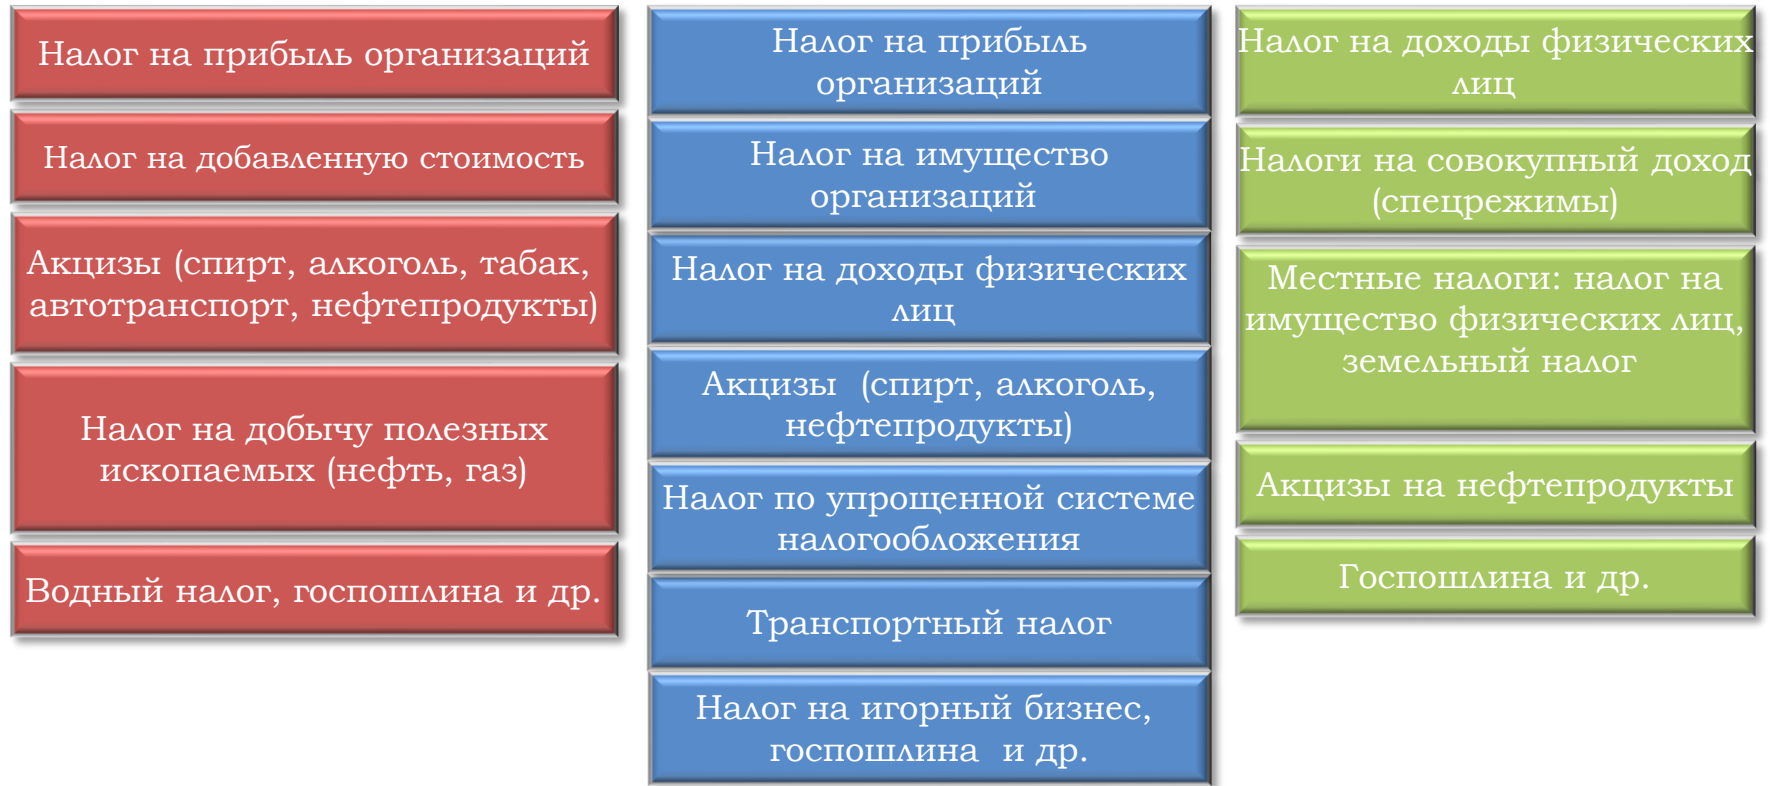 Налог на прибыль организаций
Налог на добавленную стоимость
Акцизы (спирт, алкоголь, табак,
автотранспорт, нефтепродукты)
Налог на добычу полезных
ископаемых (нефть, газ)
Водный налог, госпошлина и др.
Налог на прибыль
организаций
Налог на имущество
организаций
Налог на доходы физических
лиц
Акцизы (спирт, алкоголь,
нефтепродукты)
Налог по упрощенной системе
налогообложения
Транспортный налог
Налог на игорный бизнес,
госпошлина и др.
Налог на доходы физических
лиц
Налоги на совокупный доход
(спецрежимы)
Местные налоги: налог на
имущество физических лиц,
земельный налог
Акцизы на нефтепродукты
Госпошлина и др.